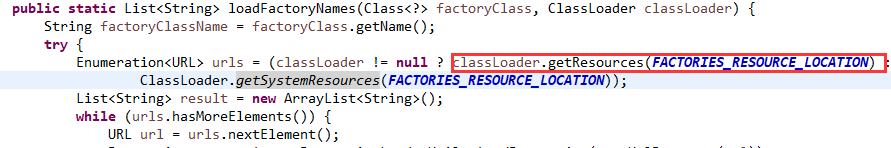 public static List<String> loadFactoryNames(Class<?> factoryClass, ClassLoader classLoader) {
String factoryClassName = factoryClass.getName();
try {
Enumeration<URL> urls = (classLoader != null ? classLoader.getResources(FACTORIES_RESOURCE_LOCATION) :
ClassLoader.getSystemResources(FACTORIES_RESOURCE_LOCATION));
List<String> result = new ArrayList<String>();
while (urls.hasMoreElements()) {
URL url = urls.nextElement();